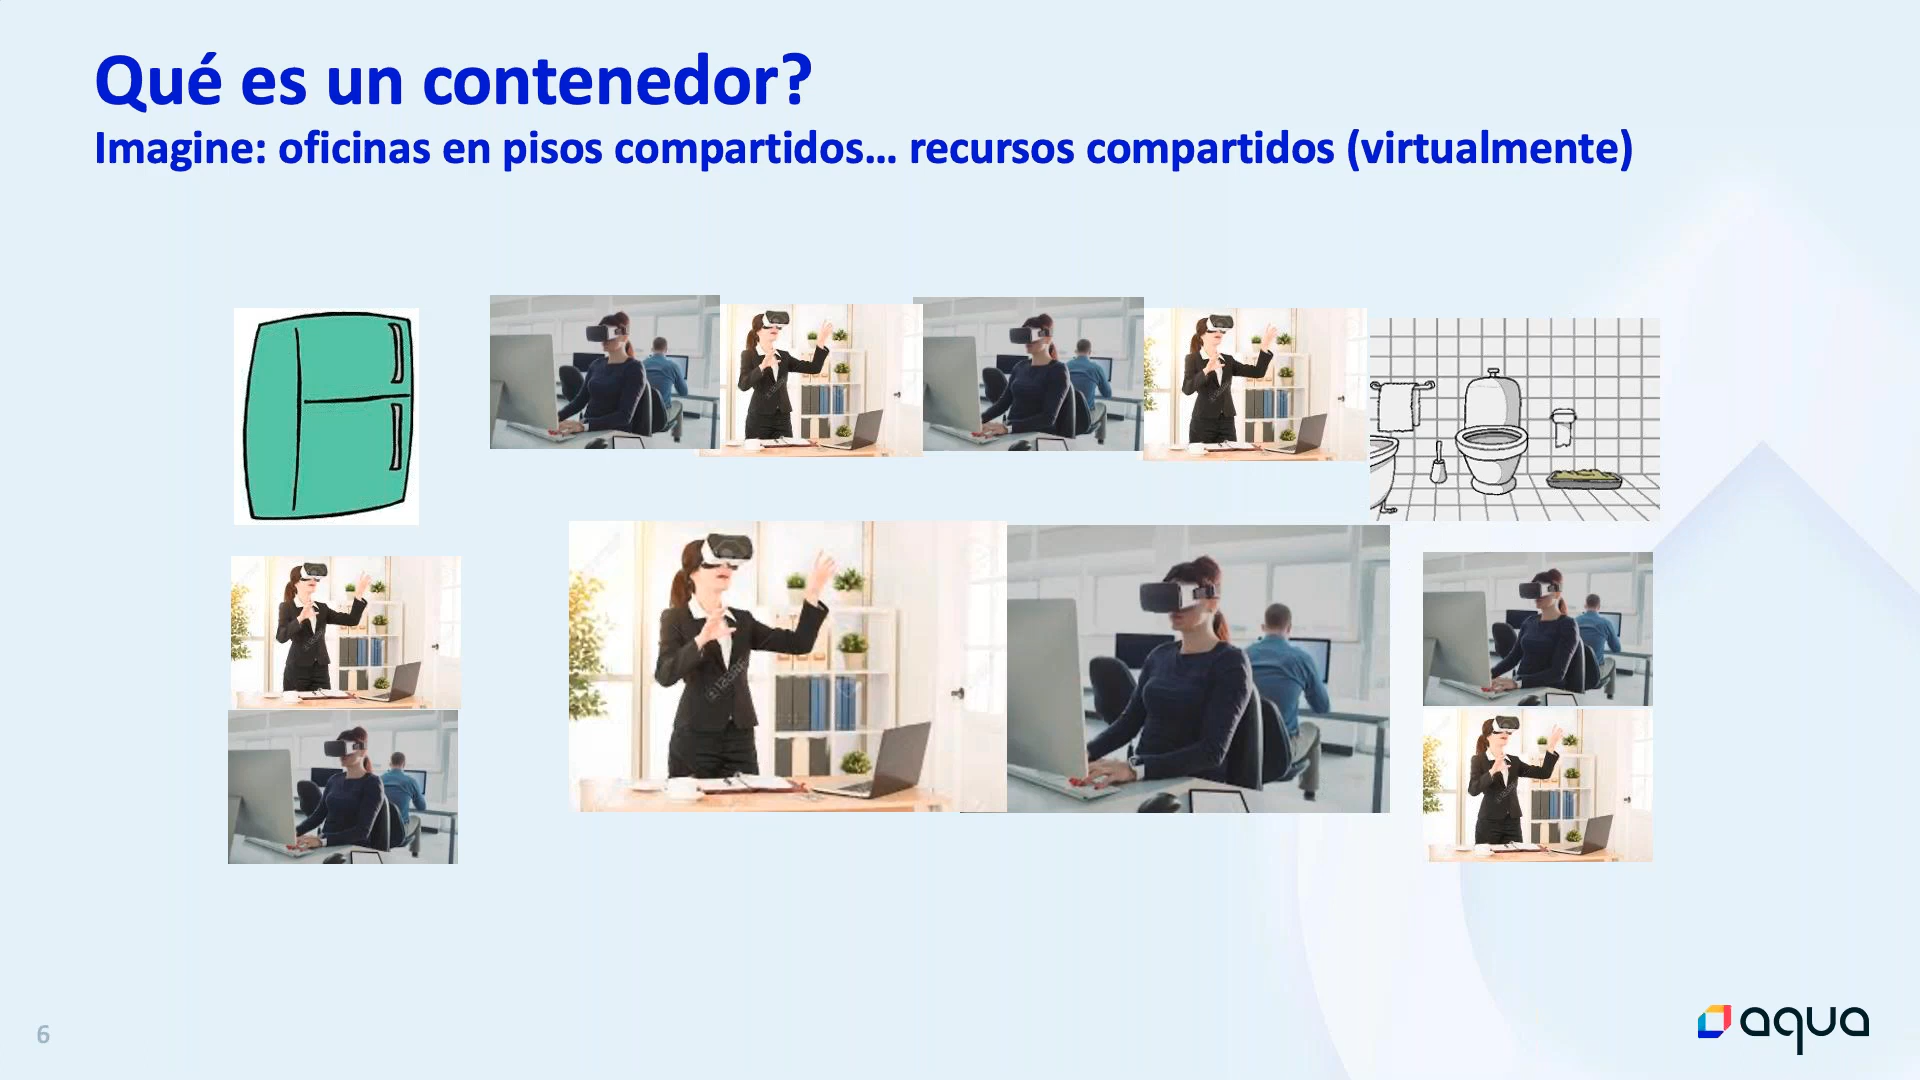 Qué es un contenedor?
Imagine: oficinas en pisos compartidos... recursos compartidos (virtualmente)
6
aqua